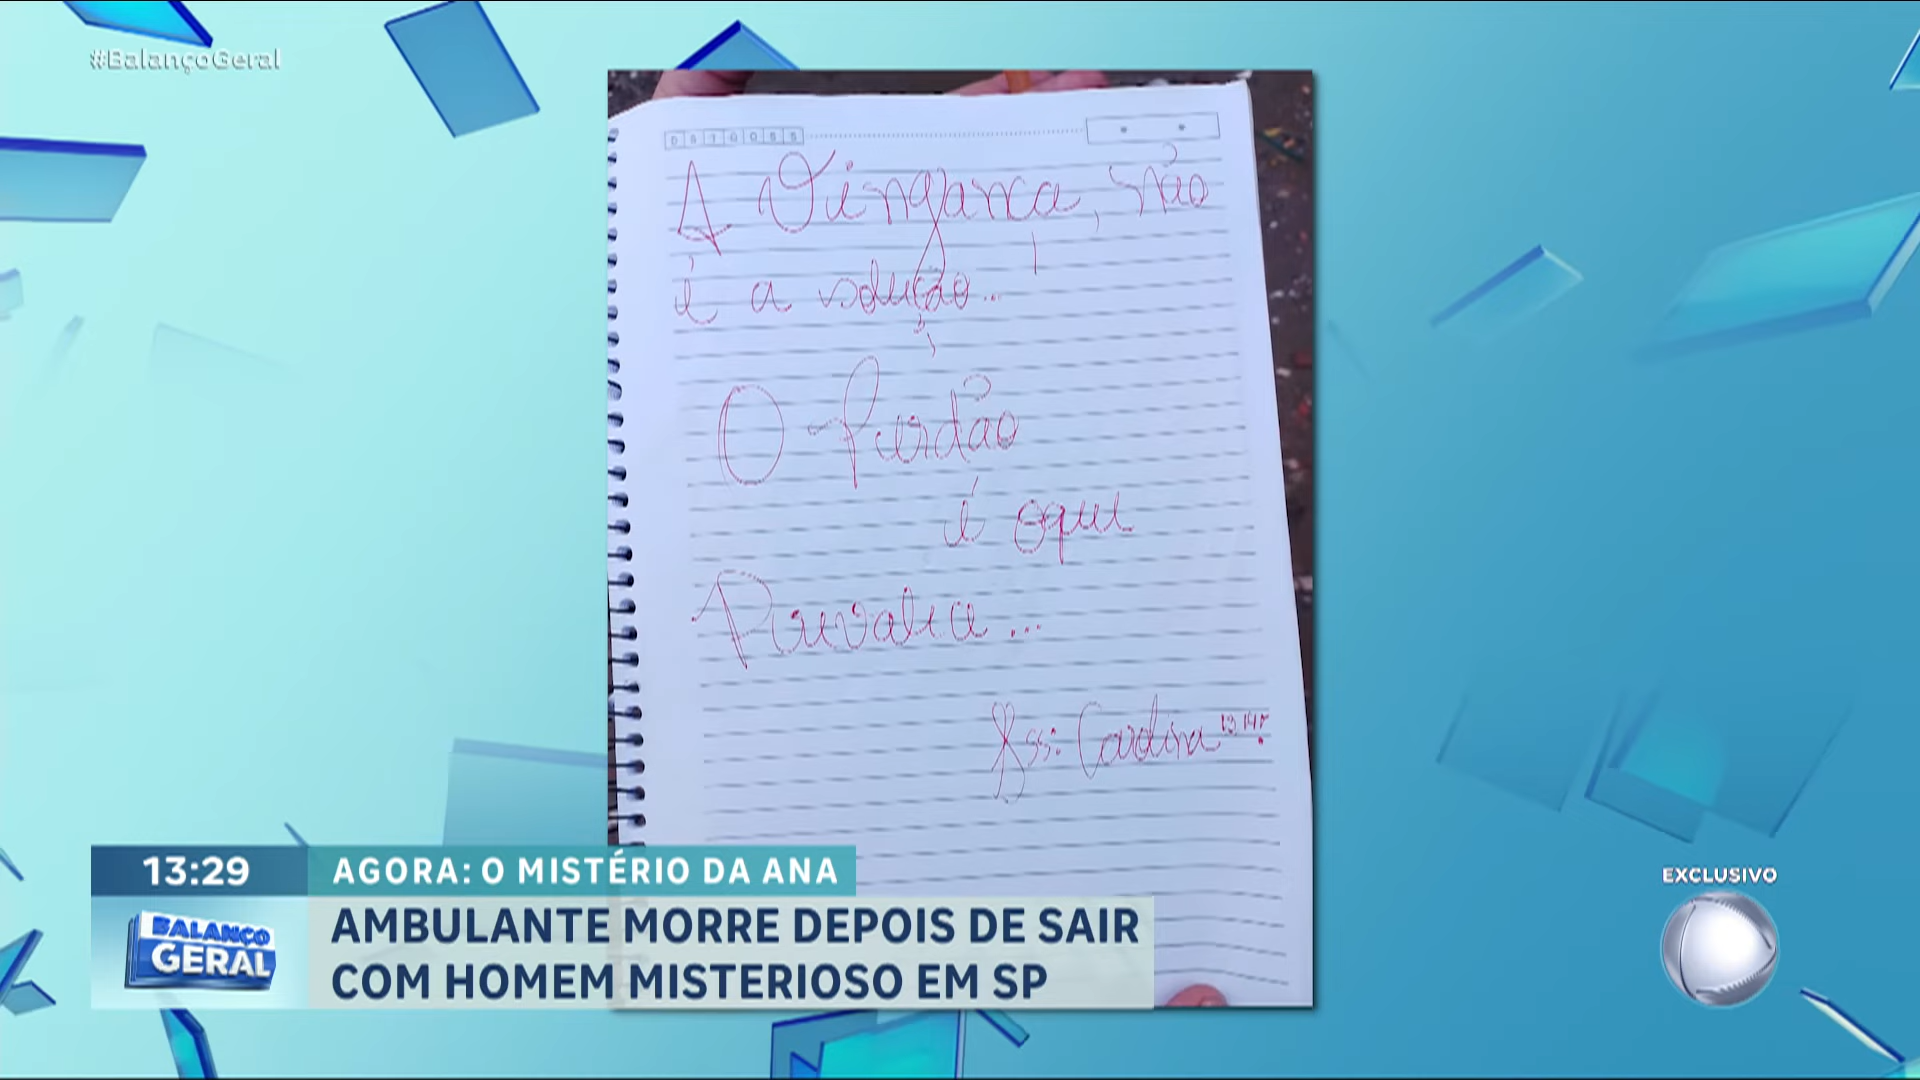 #BalançoGeral
D S T Q Q S S
A Vingança, não
é a solução...
O Perdão
é oque
Prevalece...
Ass: Carolina
13:29
AGORA: O MISTÉRIO DA ANA
BALANÇO
GERAL
AMBULANTE MORRE DEPOIS DE SAIR
COM HOMEM MISTERIOSO EM SP
EXCLUSIVO